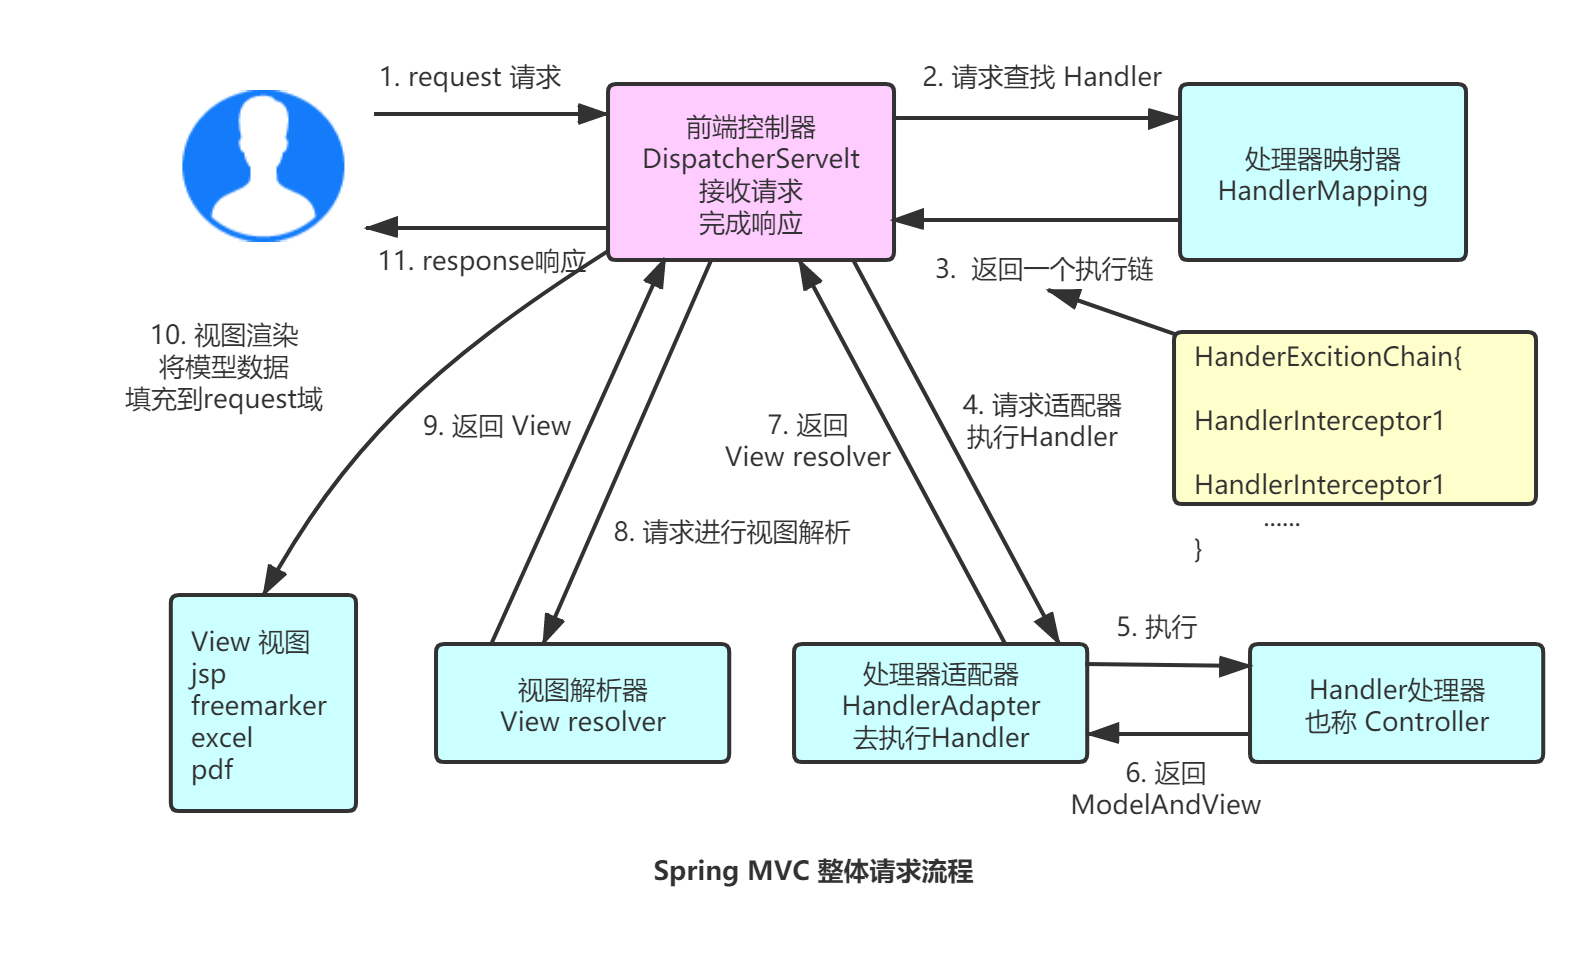 1. request 请求
2. 请求查找 Handler
前端控制器
DispatcherServelt
接收请求
完成响应
处理器映射器
HandlerMapping
11. response响应
3. 返回一个执行链
10. 视图渲染
将模型数据
填充到request域
HanderExcitionChain{
HandlerInterceptor1
HandlerInterceptor1
......
}
9. 返回 View
7. 返回
View resolver
4. 请求适配器
执行Handler
8. 请求进行视图解析
View 视图
jsp
freemarker
excel
pdf
视图解析器
View resolver
处理器适配器
HandlerAdapter
去执行Handler
5. 执行
Handler处理器
也称 Controller
6. 返回
ModelAndView
Spring MVC 整体请求流程